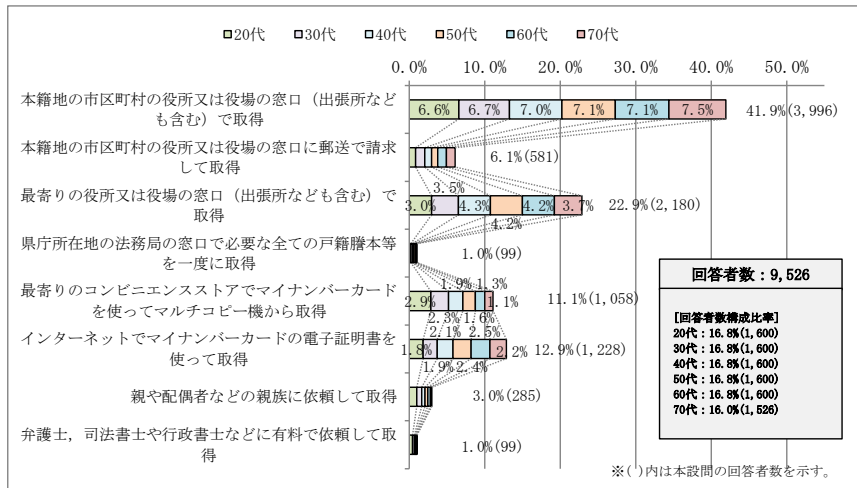 20代 30代 40代 50代 60代 70代
0.0% 10.0% 20.0% 30.0% 40.0% 50.0%
本籍地の市区町村の役所又は役場の窓口（出張所など
も含む）で取得
6.6% 6.7% 7.0% 7.1% 7.1% 7.5% 41.9%(3,996)
本籍地の市区町村の役所又は役場の窓口に郵送で請求
して取得
6.1%(581)
最寄りの役所又は役場の窓口（出張所なども含む）で
取得
3.0% 3.5% 4.3% 4.2% 4.2% 3.7% 22.9%(2,180)
県庁所在地の法務局の窓口で必要な全ての戸籍謄本等
を一度に取得
1.0%(99)
最寄りのコンビニエンスストアでマイナンバーカード
を使ってマルチコピー機から取得
2.9% 2.3% 1.9% 1.6% 1.3% 1.1% 11.1%(1,058)
インターネットでマイナンバーカードの電子証明書を
使って取得
1.8% 1.9% 2.1% 2.4% 2.5% 2.2% 12.9%(1,228)
親や配偶者などの親族に依頼して取得
3.0%(285)
弁護士，司法書士や行政書士などに有料で依頼して取
得
1.0%(99)
回答者数：9,526
[回答者数構成比率]
20代：16.8%(1,600)
30代：16.8%(1,600)
40代：16.8%(1,600)
50代：16.8%(1,600)
60代：16.8%(1,600)
70代：16.0%(1,526)
※( )内は本設問の回答者数を示す。